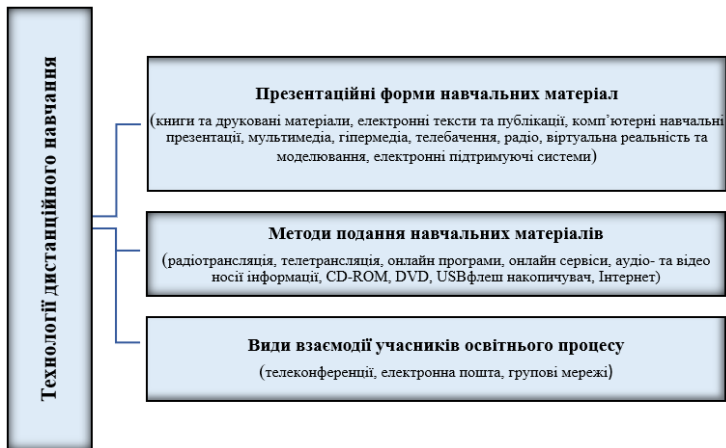 Технології дистанційного навчання
Презентаційні форми навчальних матеріал
(книги та друковані матеріали, електронні тексти та публікації, комп’ютерні навчальні
презентації, мультимедіа, гіпермедіа, телебачення, радіо, віртуальна реальність та
моделювання, електронні підтримуючі системи)
Методи подання навчальних матеріалів
(радіотрансляція, телетрансляція, онлайн програми, онлайн сервіси, аудіо- та відео
носії інформації, CD-ROM, DVD, USBфлеш накопичувач, Інтернет)
Види взаємодії учасників освітнього процесу
(телеконференції, електронна пошта, групові мережі)